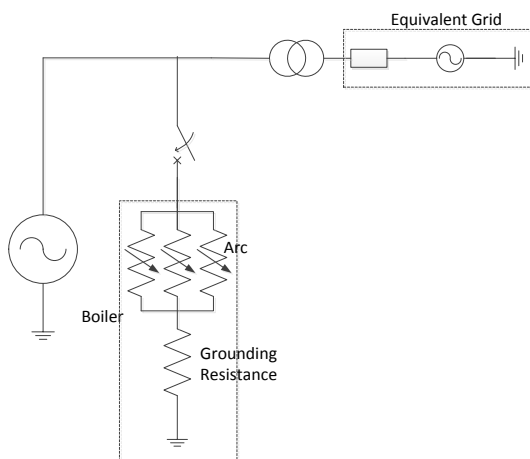 Equivalent Grid
Arc
Boiler
Grounding
Resistance